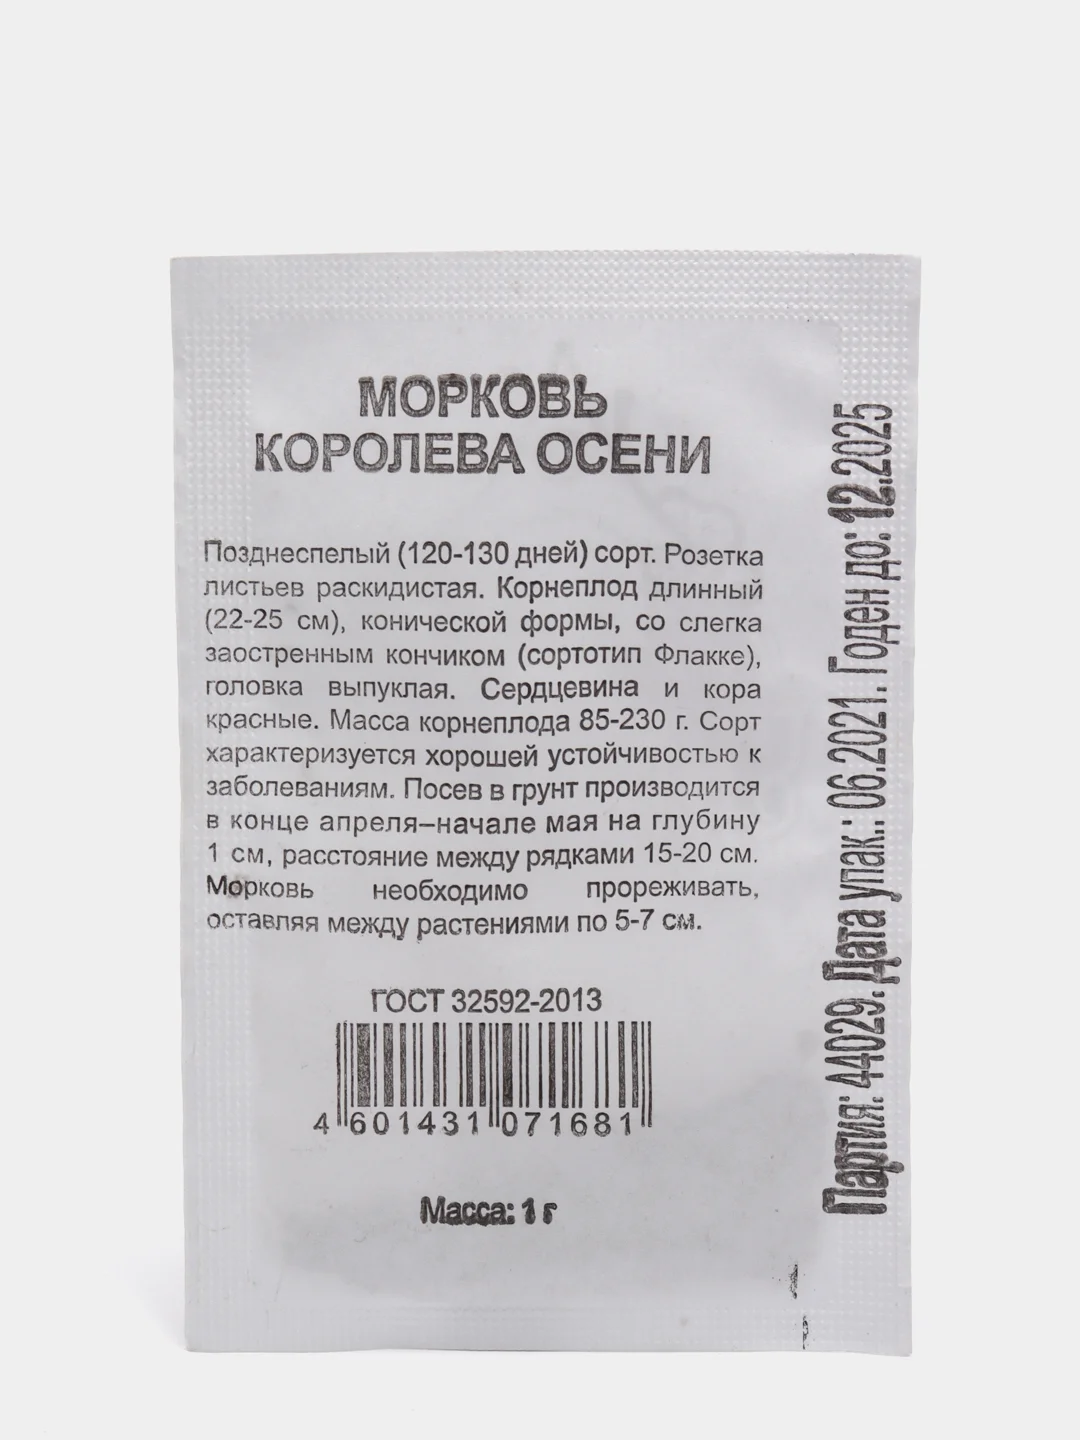 МОРКОВЬ
КОРОЛЕВА ОСЕНИ
Позднеспелый (120-130 дней) сорт. Розетка
листьев раскидистая. Корнеплод длинный
(22-25 см), конической формы, со слегка
заостренным кончиком (сортотип Флакке),
головка выпуклая. Сердцевина и кора
красные. Масса корнеплода 85-230 г. Сорт
характеризуется хорошей устойчивостью к
заболеваниям. Посев в грунт производится
в конце апреля–начале мая на глубину
1 см, расстояние между рядками 15-20 см.
Морковь необходимо прореживать,
оставляя между растениями по 5-7 см.
ГОСТ 32592-2013
4 601431 071681
Масса: 1 г
Партия: 44029. Дата упак.: 06.2021. Годен до: 12.2025